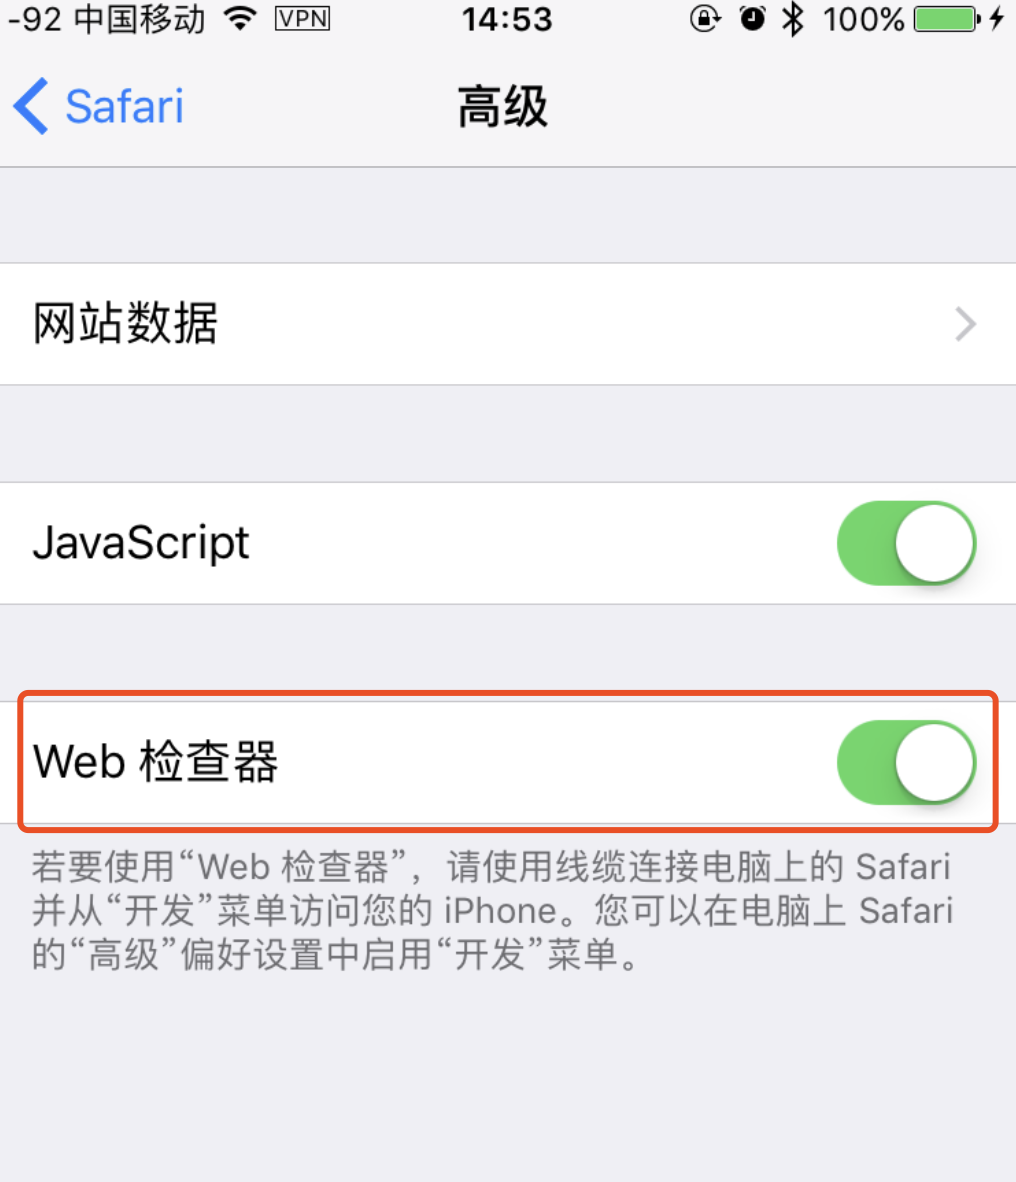 -92 中国移动 VPN 14:53 100%
Safari 高级
网站数据
JavaScript
Web 检查器
若要使用“Web 检查器”，请使用线缆连接电脑上的 Safari
并从“开发”菜单访问您的 iPhone。您可以在电脑上 Safari
的“高级”偏好设置中启用“开发”菜单。